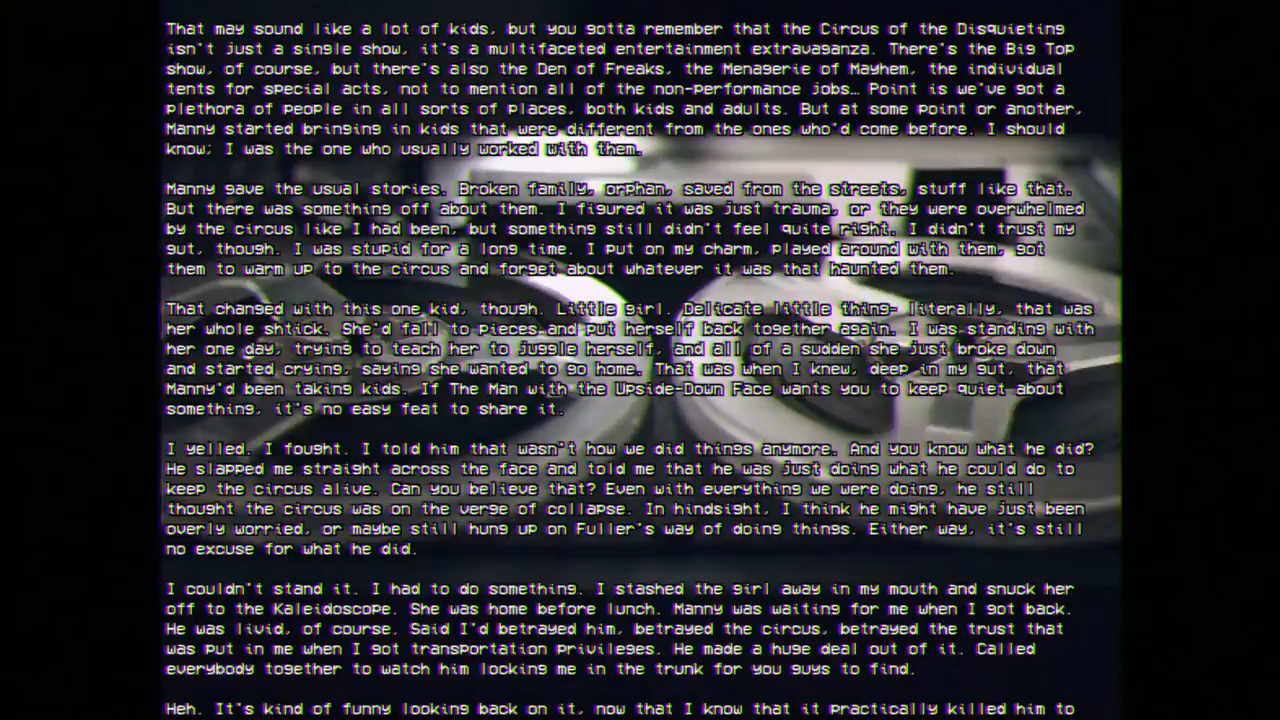 That may sound like a lot of kids, but you gotta remember that the Circus of the Disquieting
isn't just a single show, it's a multifaceted entertainment extravaganza. There's the Big Top
show, of course, but there's also the Den of Freaks, the Menagerie of Mayhem, the individual
tents for special acts, not to mention all of the non-performance jobs… Point is we've got a
plethora of people in all sorts of places, both kids and adults. But at some point or another,
Manny started bringing in kids that were different from the ones who'd come before. I should
know; I was the one who usually worked with them.
Manny gave the usual stories. Broken family, orphan, saved from the streets, stuff like that.
But there was something off about them. I figured it was just trauma, or they were overwhelmed
by the circus like I had been, but something still didn't feel quite right. I didn't trust my
gut, though. I was stupid for a long time. I put on my charm, played around with them, got
them to warm up to the circus and forget about whatever it was that haunted them.
That changed with this one kid, though. Little girl. Delicate little thing- literally, that was
her whole shtick. She'd fall to pieces and put herself back together again. I was standing with
her one day, trying to teach her to juggle herself, and all of a sudden she just broke down
and started crying, saying she wanted to go home. That was when I knew, deep in my gut, that
Manny'd been taking kids. If The Man with the Upside-Down Face wants you to keep quiet about
something, it's no easy feat to share it.
I yelled. I fought. I told him that wasn't how we did things anymore. And you know what he did?
He slapped me straight across the face and told me that he was just doing what he could do to
keep the circus alive. Can you believe that? Even with everything we were doing, he still
thought the circus was on the verge of collapse. In hindsight, I think he might have just been
overly worried, or maybe still hung up on Fuller's way of doing things. Either way, it's still
no excuse for what he did.
I couldn't stand it. I had to do something. I stashed the girl away in my mouth and snuck her
off to the Kaleidoscope. She was home before lunch. Manny was waiting for me when I got back.
He was livid, of course. Said I'd betrayed him, betrayed the circus, betrayed the trust that
was put in me when I got transportation privileges. He made a huge deal out of it. Called
everybody together to watch him locking me in the trunk for you guys to find.
Heh. It's kind of funny looking back on it, now that I know that it practically killed him to